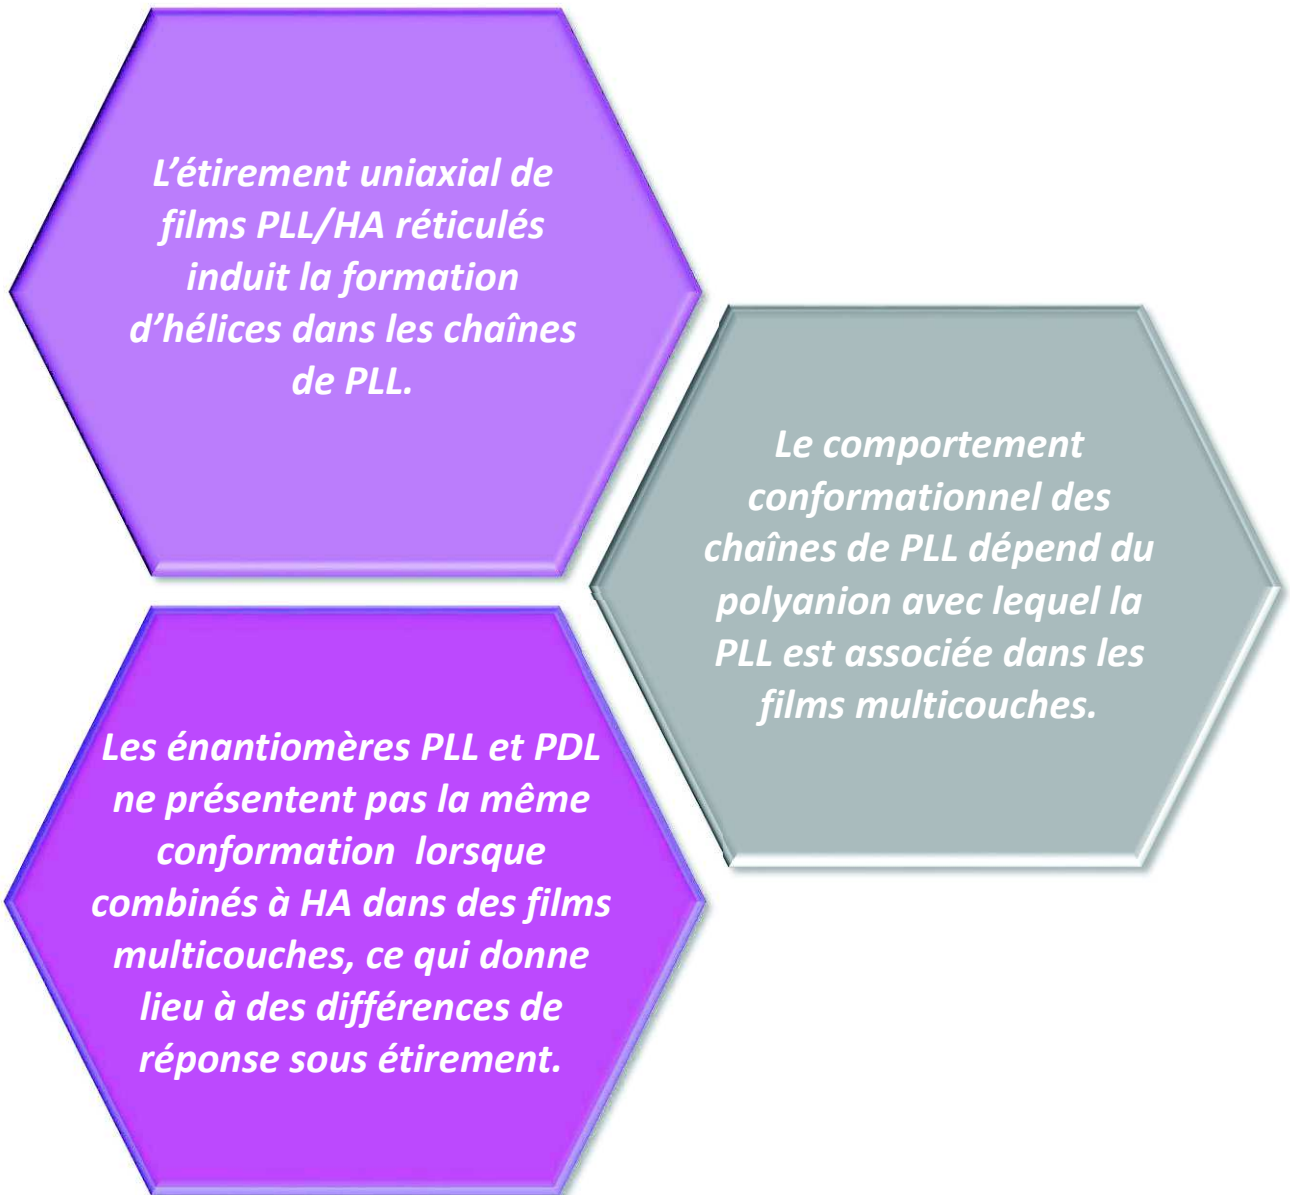 L’étirement uniaxial de
films PLL/HA réticulés
induit la formation
d’hélices dans les chaînes
de PLL.
Le comportement
conformationnel des
chaînes de PLL dépend du
polyanion avec lequel la
PLL est associée dans les
films multicouches.
Les énantiomères PLL et PDL
ne présentent pas la même
conformation lorsque
combinés à HA dans des films
multicouches, ce qui donne
lieu à des différences de
réponse sous étirement.